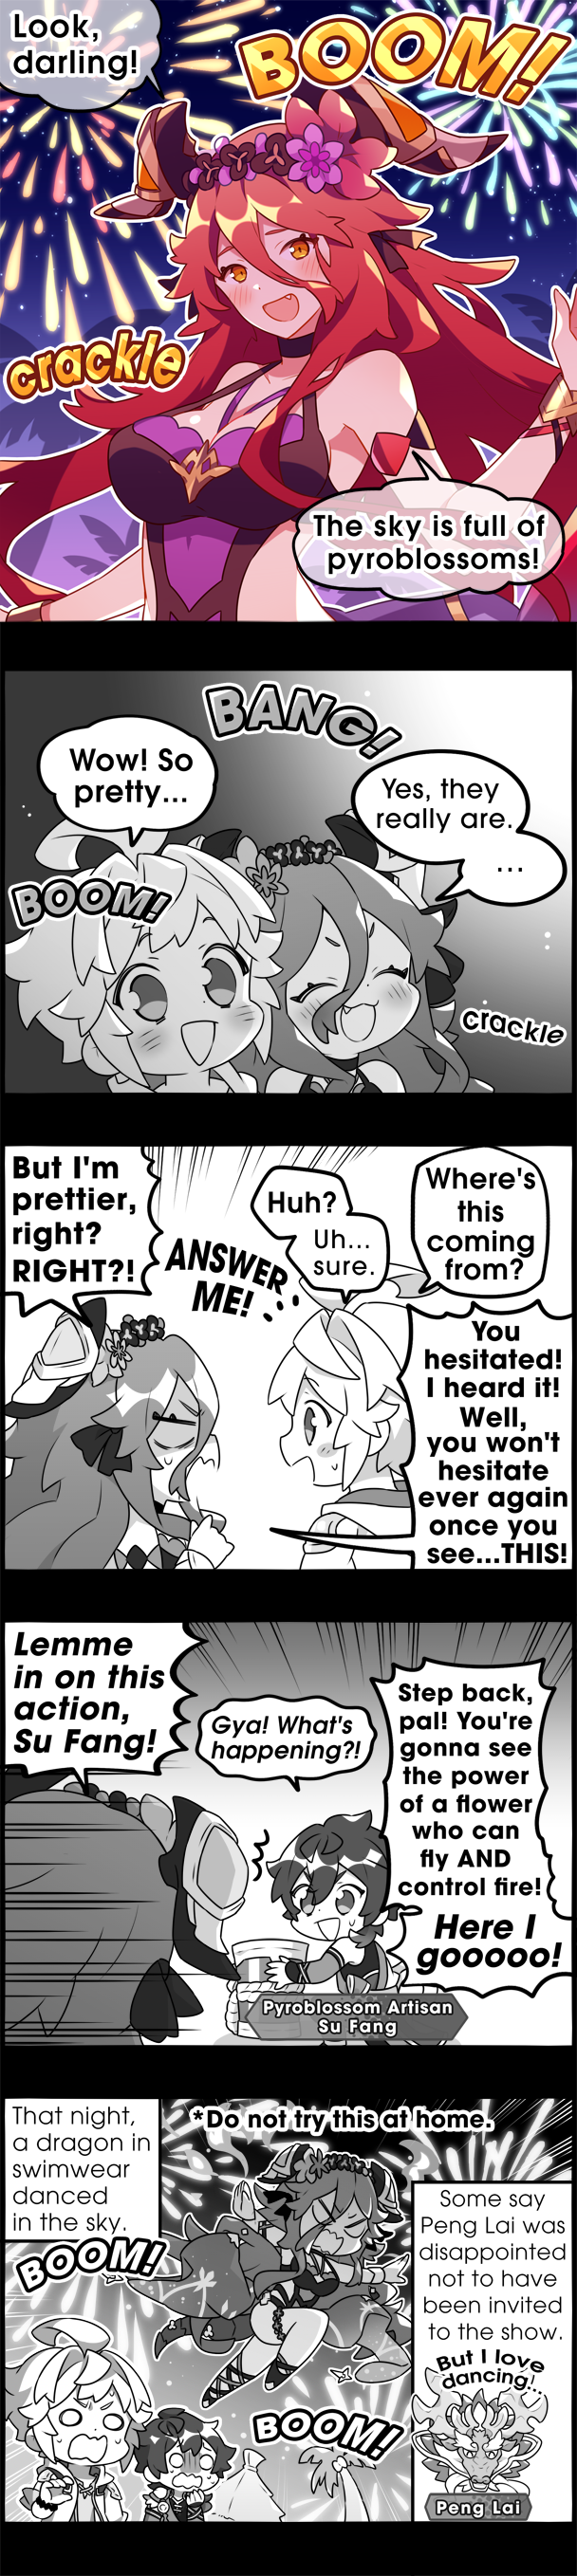 Look,
darling!
BOOM!
crackle
The sky is full of
pyroblossoms!
BANG!
Wow! So
pretty...
Yes, they
really are.
...
BOOM!
crackle
But I'm
prettier,
right?
RIGHT?!
ANSWER
ME!
Huh?
Uh...
sure.
Where's
this
coming
from?
You
hesitated!
I heard it!
Well,
you won't
hesitate
ever again
once you
see...THIS!
Lemme
in on this
action,
Su Fang!
Gya! What's
happening?!
Step back,
pal! You're
gonna see
the power
of a flower
who can
fly AND
control fire!
Here I
gooooo!
Pyroblossom Artisan
Su Fang
That night,
a dragon in
swimwear
danced
in the sky.
*Do not try this at home.
BOOM!
BOOM!
Some say
Peng Lai was
disappointed
not to have
been invited
to the show.
But I love
dancing...
Peng Lai